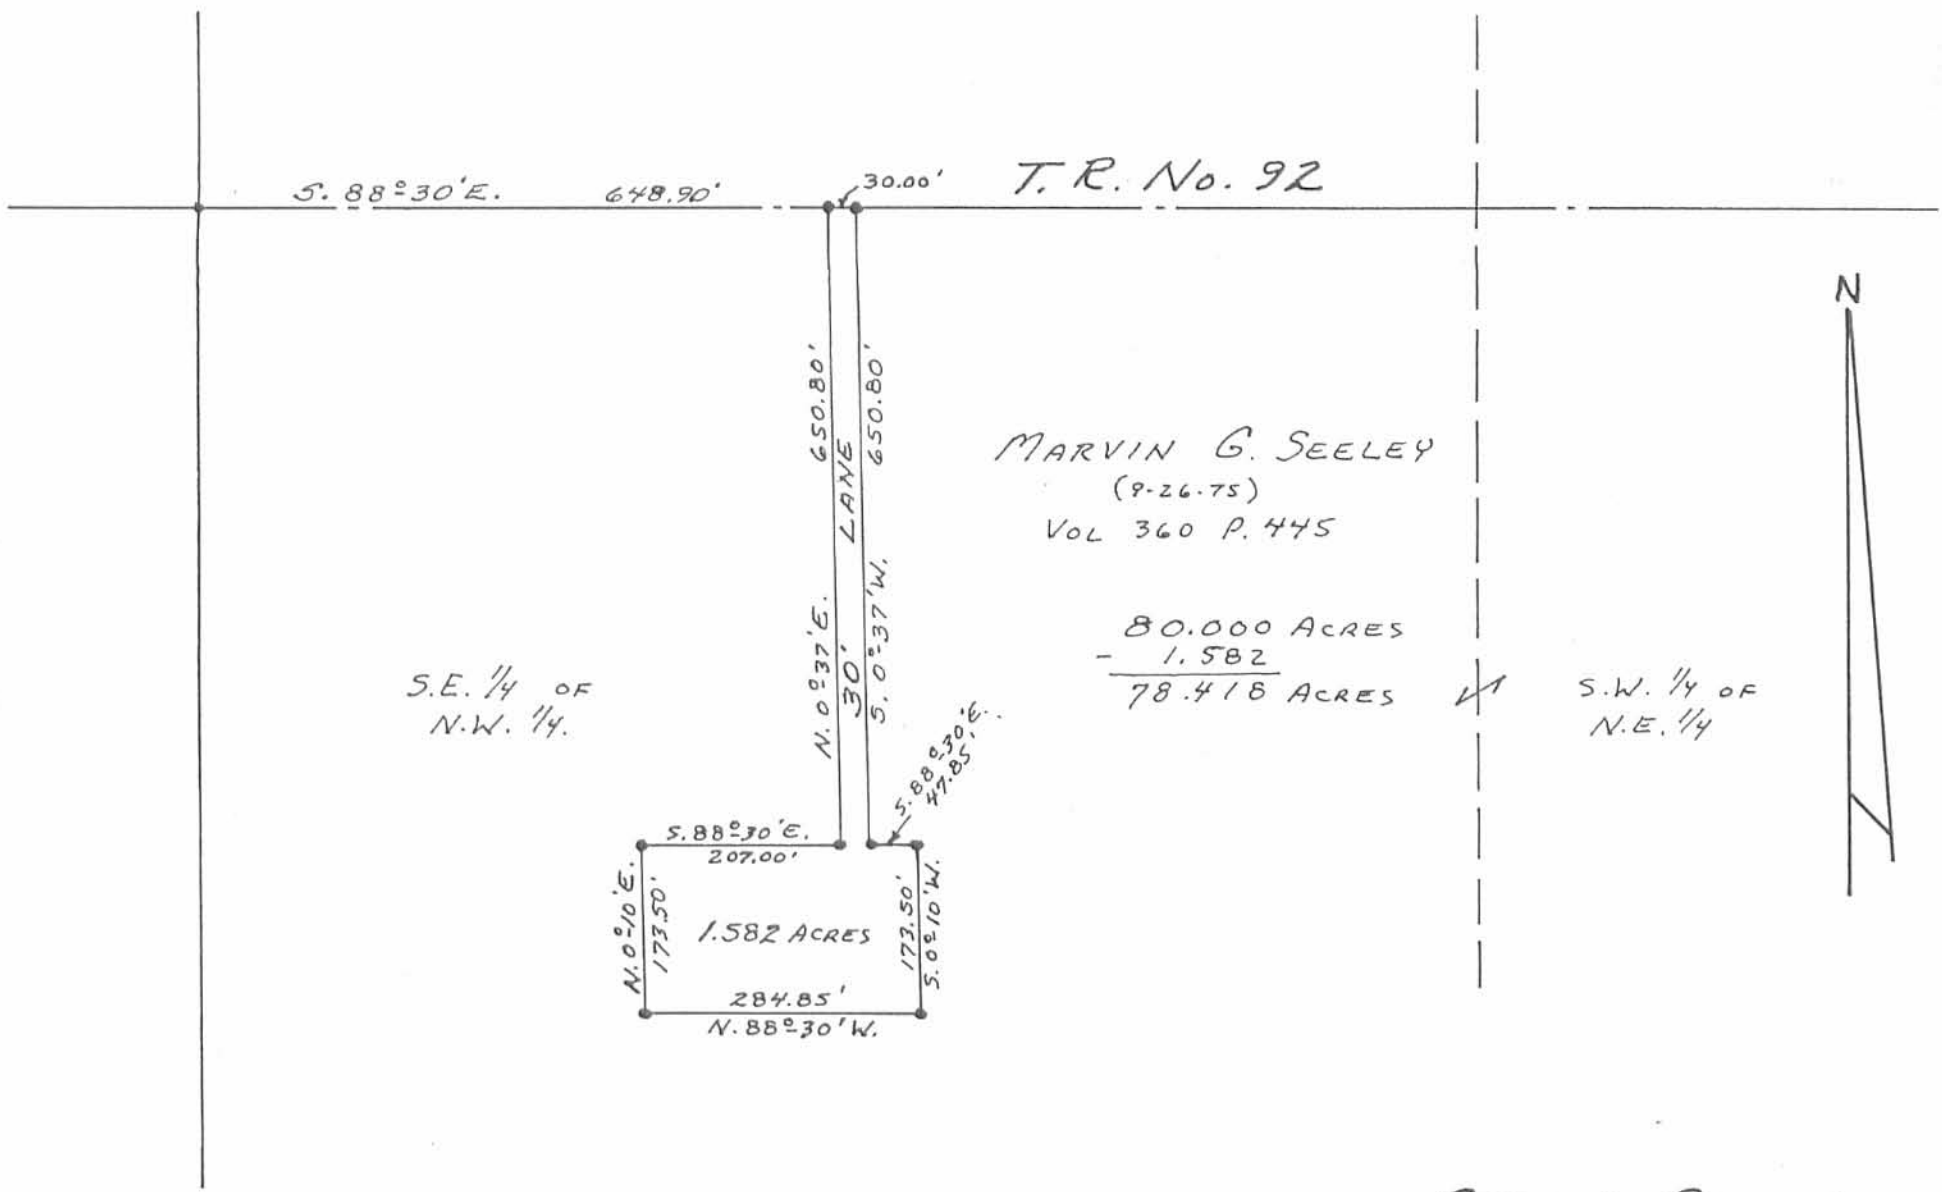 T. R. No. 92
S. 88°30'E. 648.90' 30.00'
N
650.80'
650.80'
30' LANE
N. 0°37'E.
S. 0°37'W.
MARVIN G. SEELEY
(9-26-75)
VOL 360 P. 445
80.000 ACRES
- 1.582
78.418 ACRES
S.E. 1/4 OF
N.W. 1/4.
S.W. 1/4 OF
N.E. 1/4
S. 88°30'E.
47.85'
S. 88°30'E.
207.00'
N. 0°10'E.
173.50'
1.582 ACRES
173.50'
S. 0°10'W.
284.85'
N. 88°30'W.